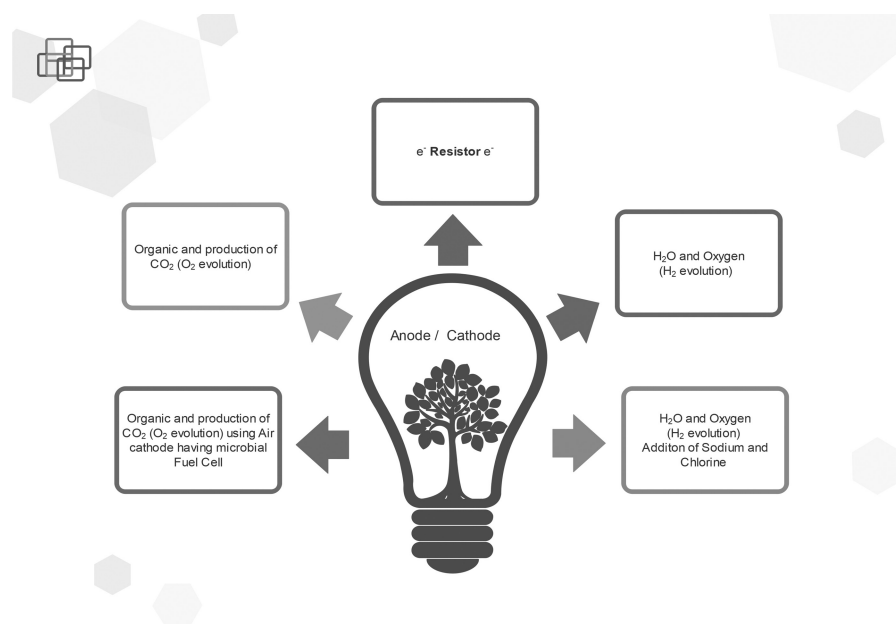 e⁻ Resistor e⁻
Organic and production of
CO₂ (O₂ evolution)
H₂O and Oxygen
(H₂ evolution)
Anode / Cathode
Organic and production of
CO₂ (O₂ evolution) using Air
cathode having microbial
Fuel Cell
H₂O and Oxygen
(H₂ evolution)
Additon of Sodium and
Chlorine